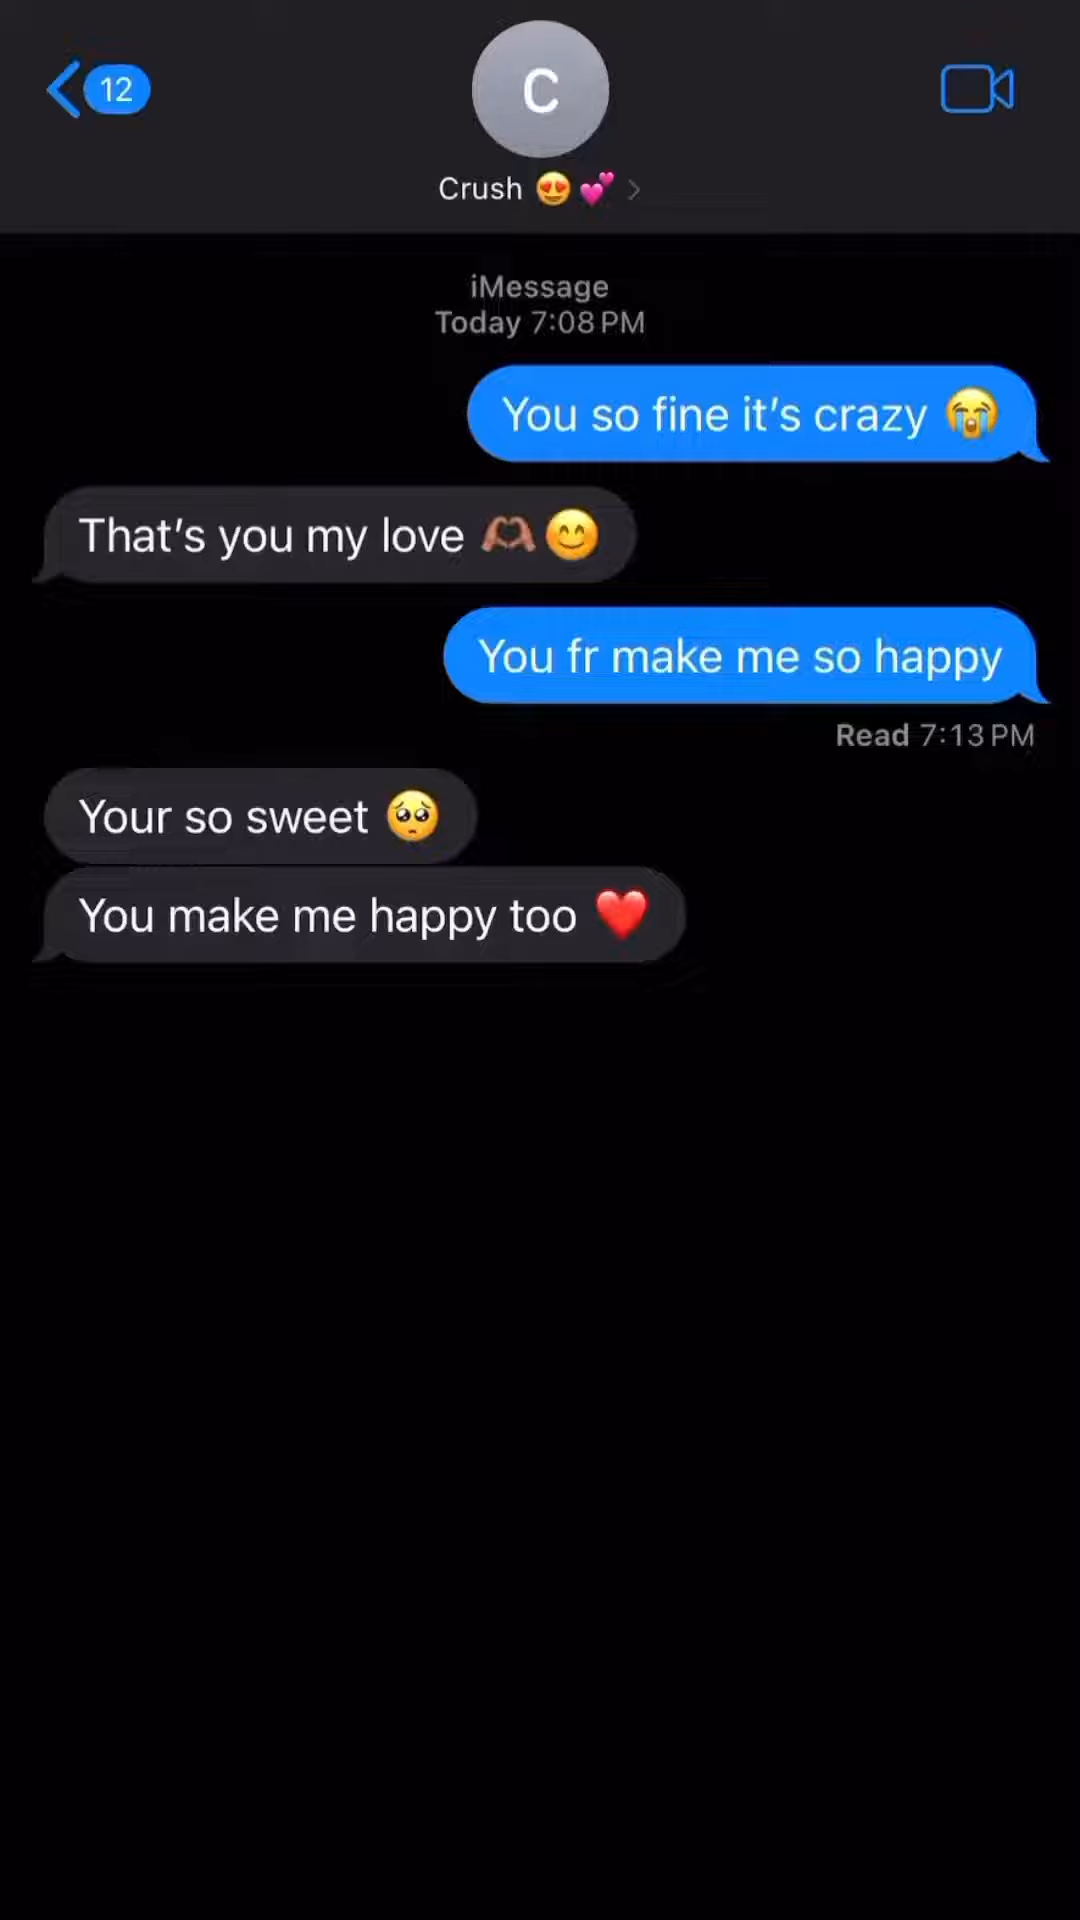 12
C
Crush 😍💕
iMessage
Today 7:08 PM
You so fine it’s crazy 😭
That’s you my love 🫶🏽😊
You fr make me so happy
Read 7:13 PM
Your so sweet 🥺
You make me happy too ❤️